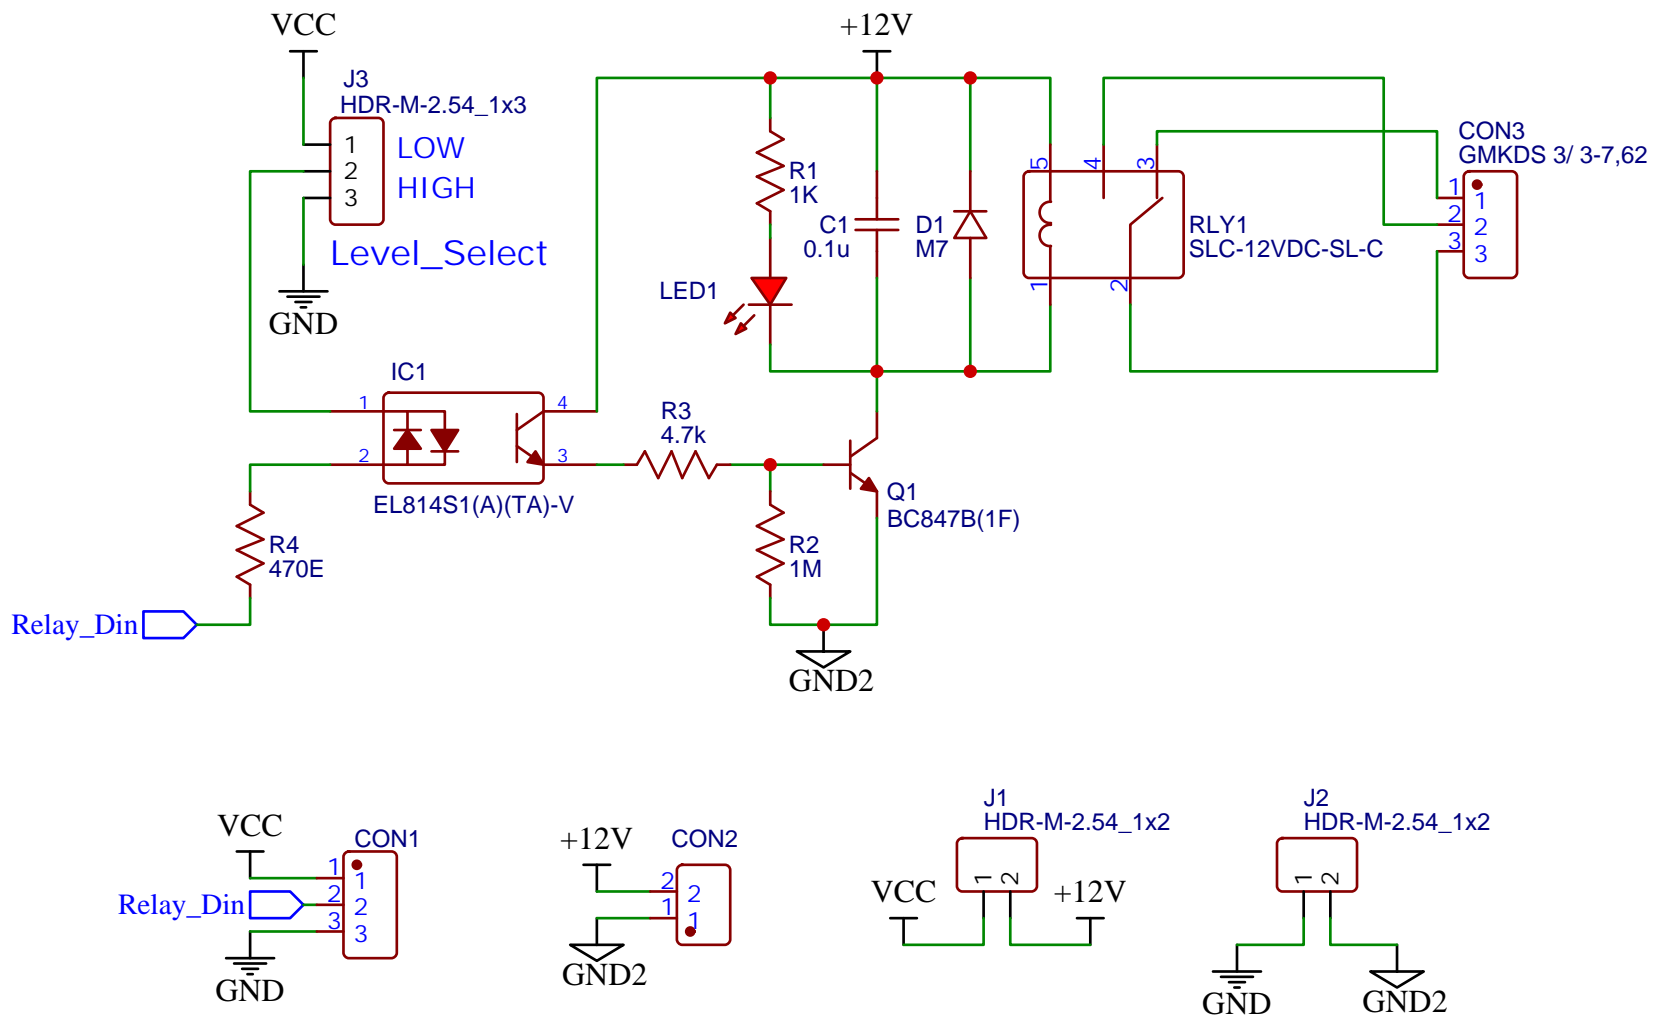 VCC
J3
HDR-M-2.54_1x3
1
2
3
LOW
HIGH
Level_Select
GND
+12V
R1
1K
C1
0.1u
D1
M7
LED1
5
4
3
1
2
RLY1
SLC-12VDC-SL-C
CON3
GMKDS 3/ 3-7,62
1
1
2
2
3
3
IC1
1
2
4
3
EL814S1(A)(TA)-V
R3
4.7k
Q1
BC847B(1F)
R2
1M
GND2
R4
470E
Relay_Din
VCC
CON1
1
1
2
2
3
3
Relay_Din
GND
+12V
CON2
2
2
1
1
GND2
J1
HDR-M-2.54_1x2
1
2
VCC
+12V
J2
HDR-M-2.54_1x2
1
2
GND
GND2